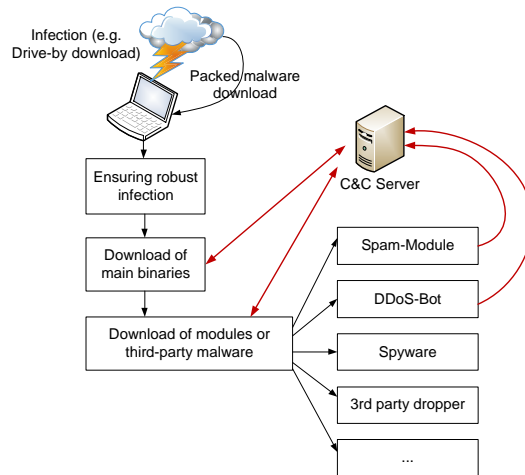 Infection (e.g.
Drive-by download)
Packed malware
download
C&C Server
Ensuring robust
infection
Download of
main binaries
Download of modules or
third-party malware
Spam-Module
DDoS-Bot
Spyware
3rd party dropper
...